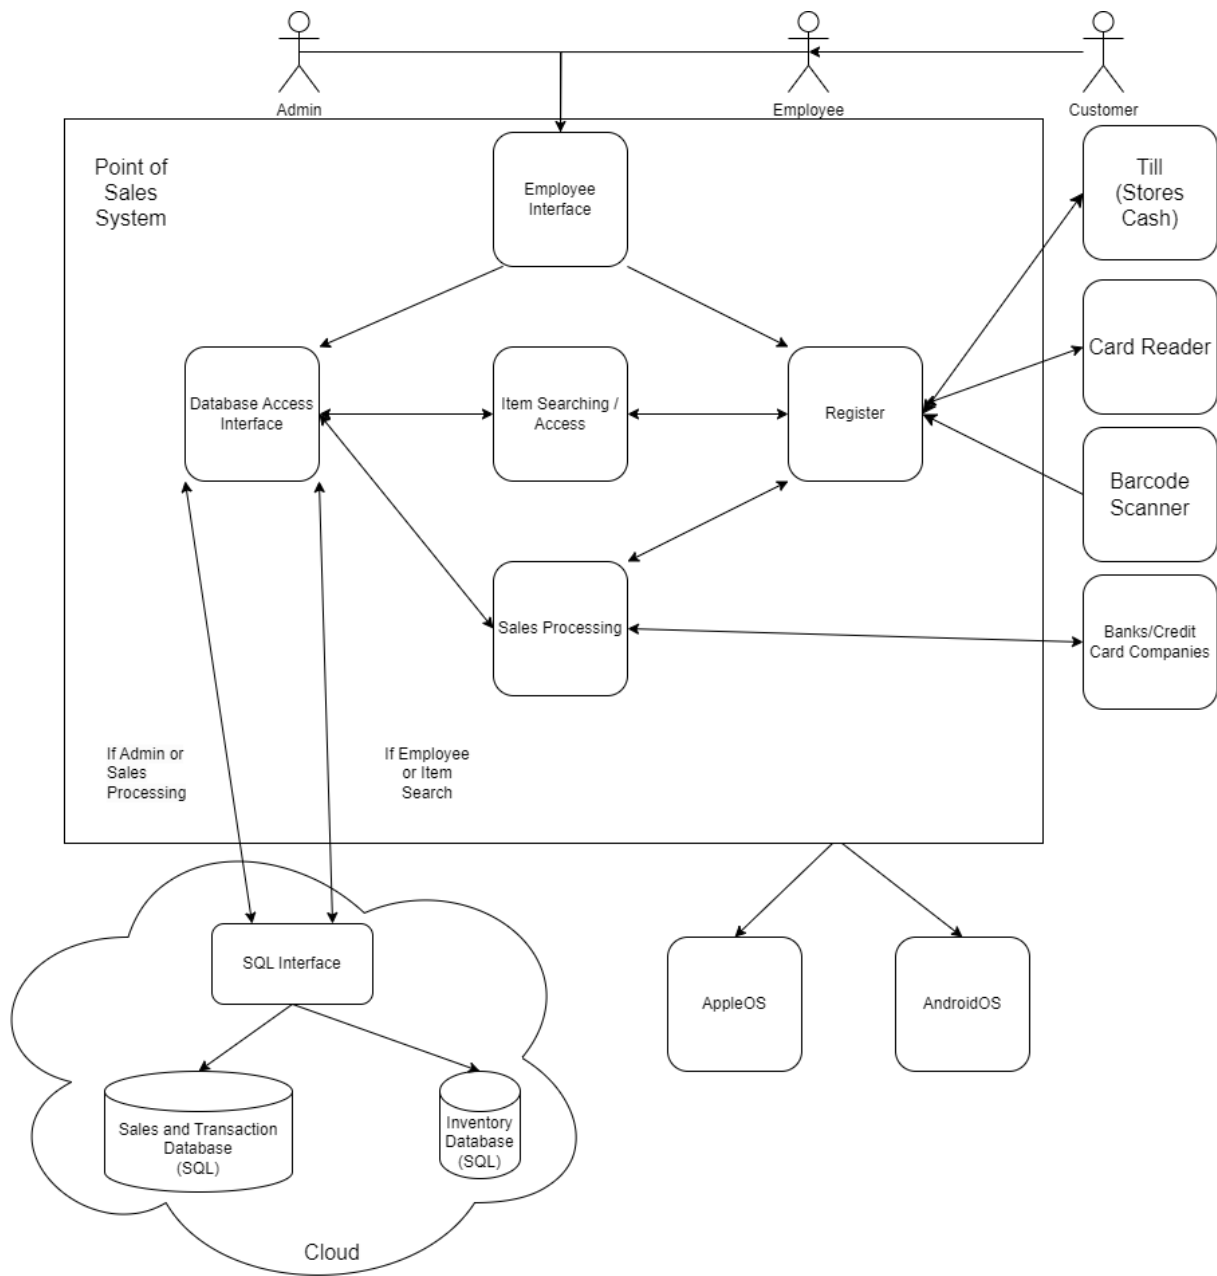 Admin
Employee
Customer
Point of
Sales
System
Employee
Interface
Till
(Stores
Cash)
Card Reader
Database Access
Interface
Item Searching /
Access
Register
Barcode
Scanner
Sales Processing
Banks/Credit
Card Companies
If Admin or
Sales
Processing
If Employee
or Item
Search
SQL Interface
AppleOS
AndroidOS
Sales and Transaction
Database
(SQL)
Inventory
Database
(SQL)
Cloud